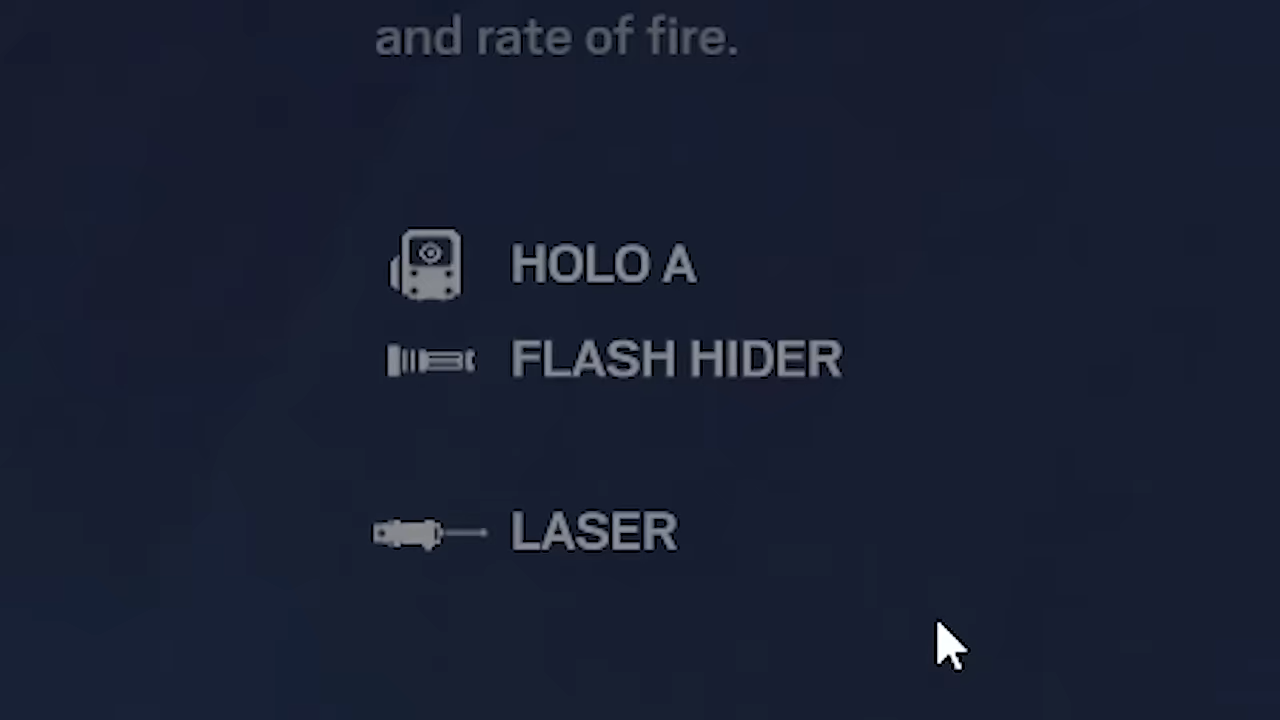 and rate of fire.
HOLO A
FLASH HIDER
LASER